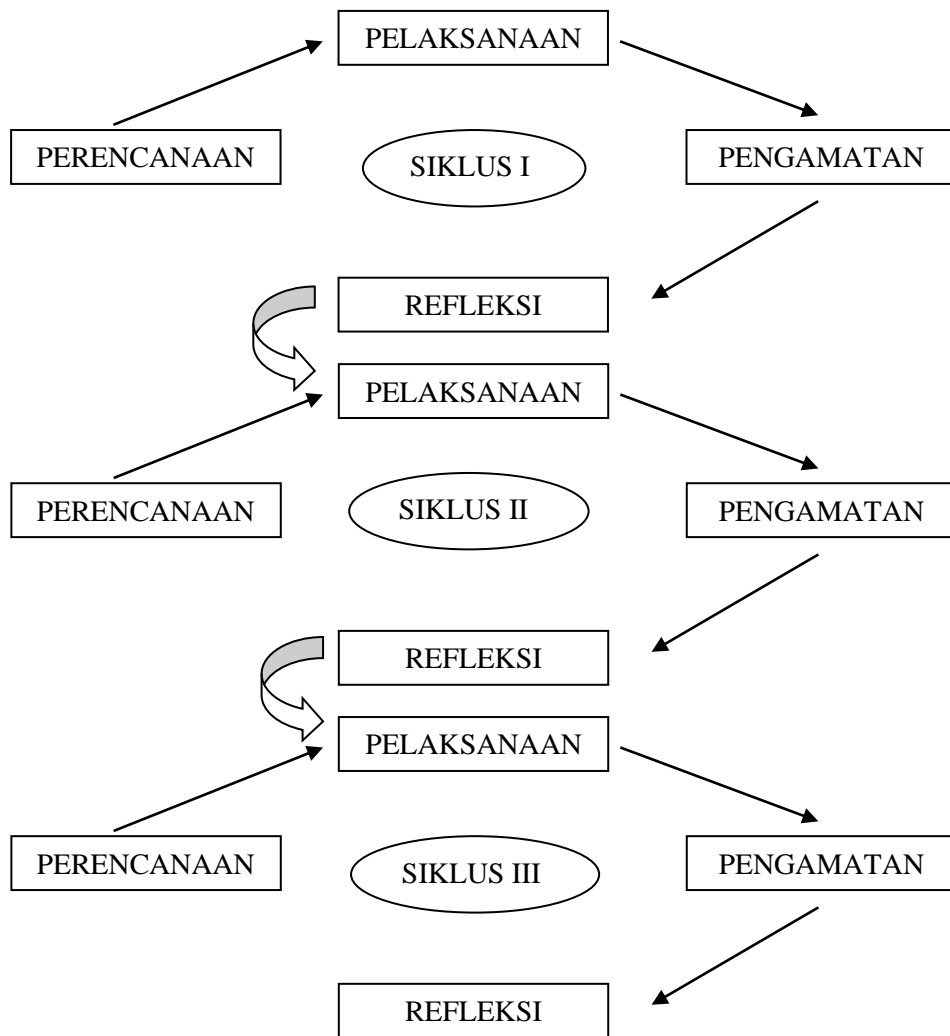 PELAKSANAAN
PERENCANAAN
SIKLUS I
PENGAMATAN
REFLEKSI
PELAKSANAAN
PERENCANAAN
SIKLUS II
PENGAMATAN
REFLEKSI
PELAKSANAAN
PERENCANAAN
SIKLUS III
PENGAMATAN
REFLEKSI